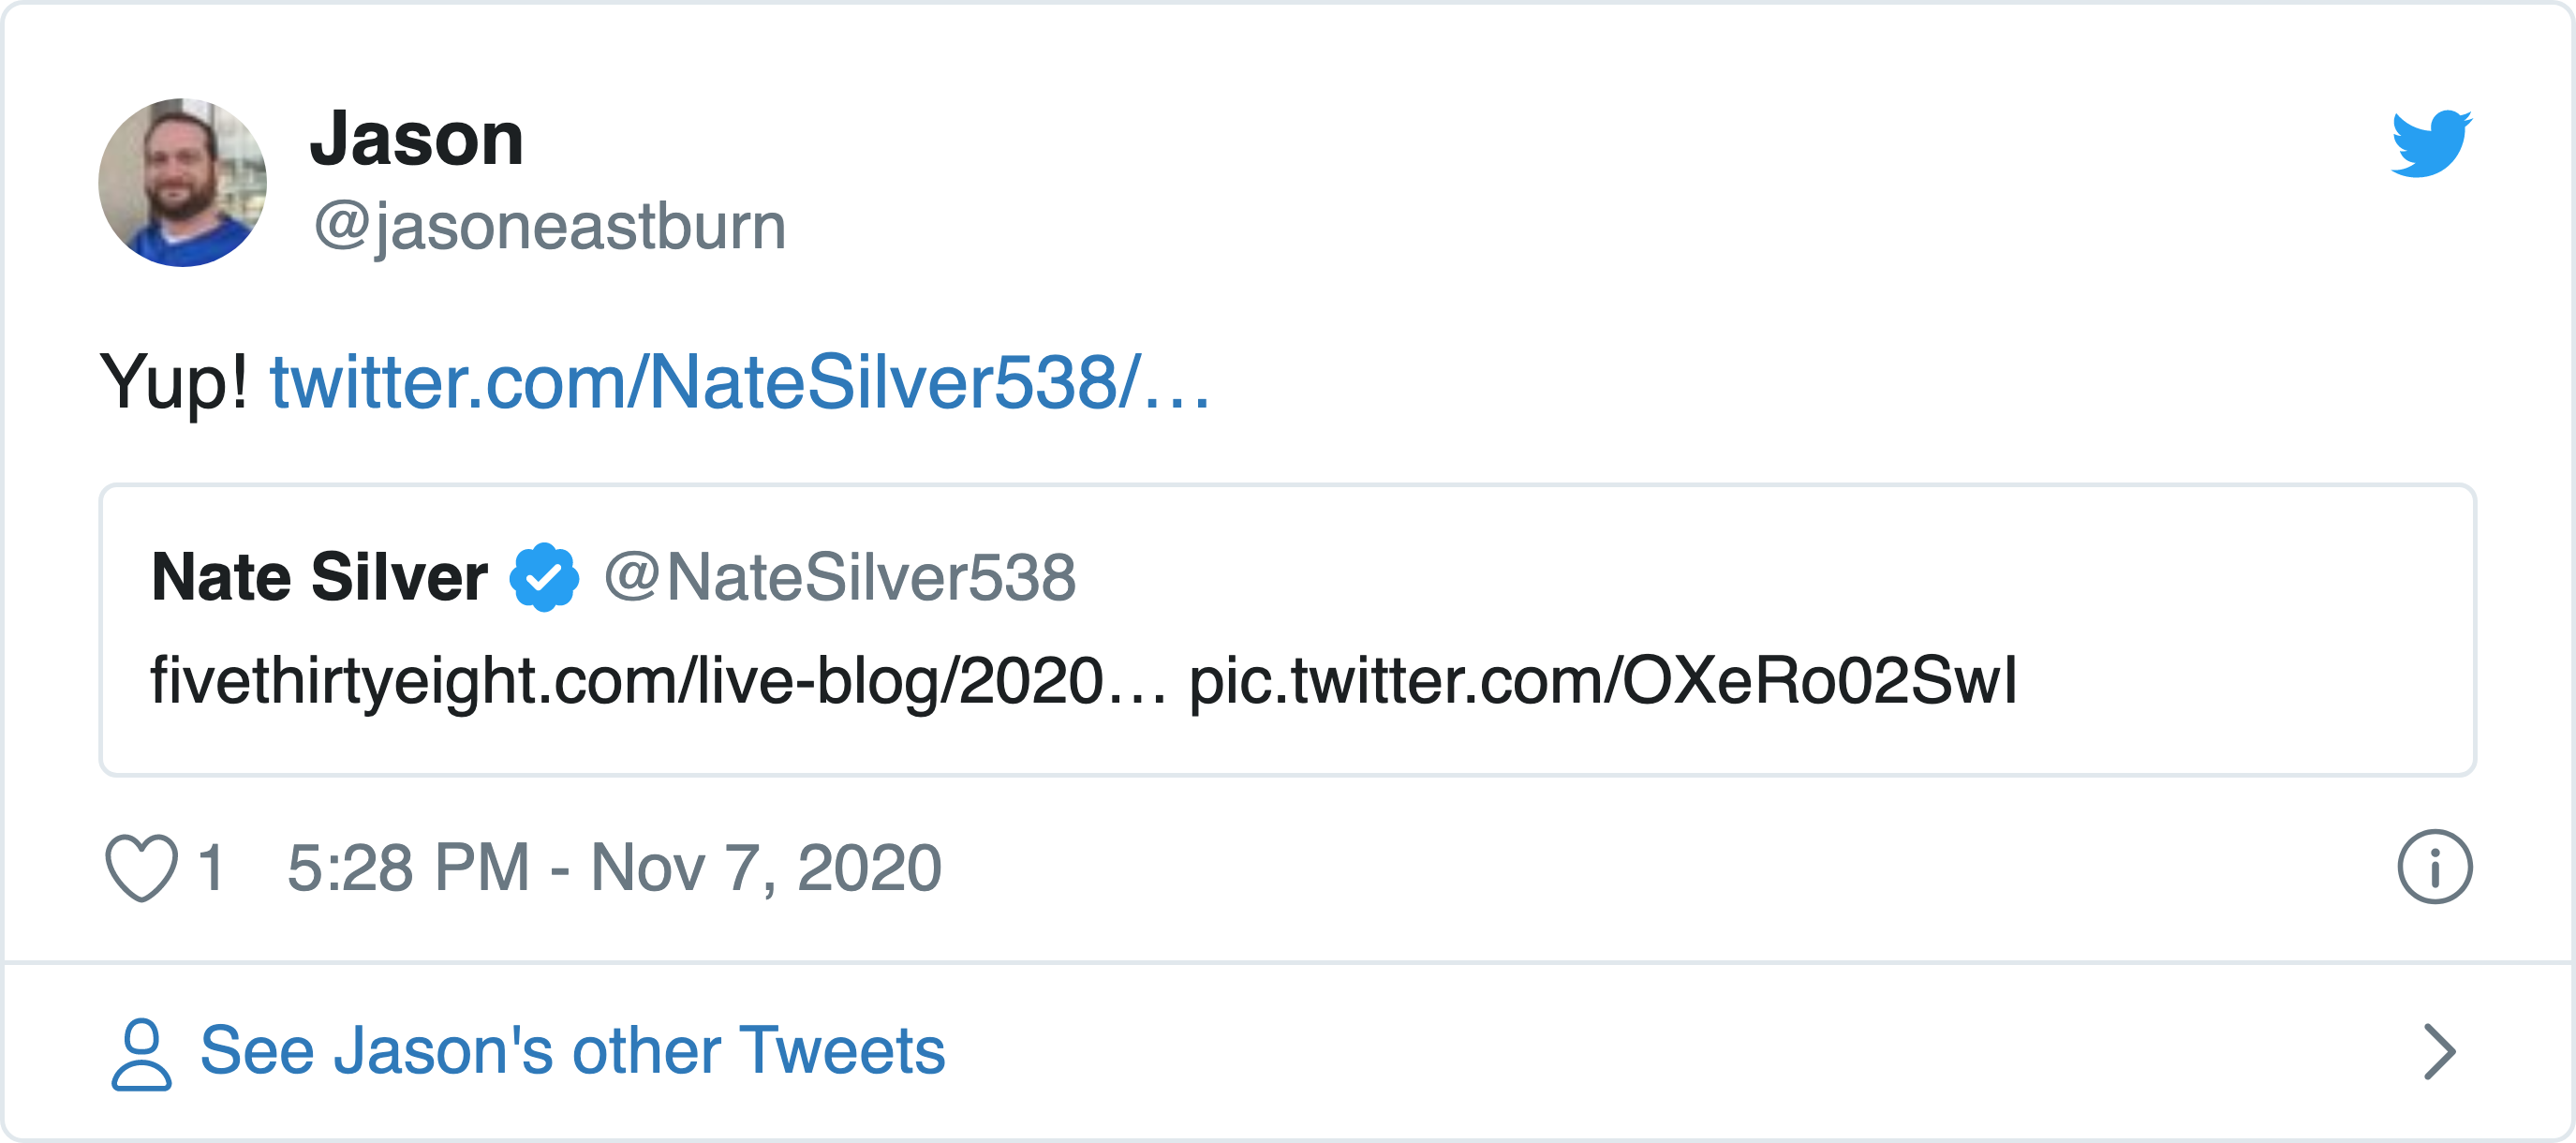 Jason
@jasoneastburn
Yup! twitter.com/NateSilver538/…
Nate Silver @NateSilver538
fivethirtyeight.com/live-blog/2020… pic.twitter.com/OXeRo02SwI
1 5:28 PM - Nov 7, 2020
See Jason's other Tweets